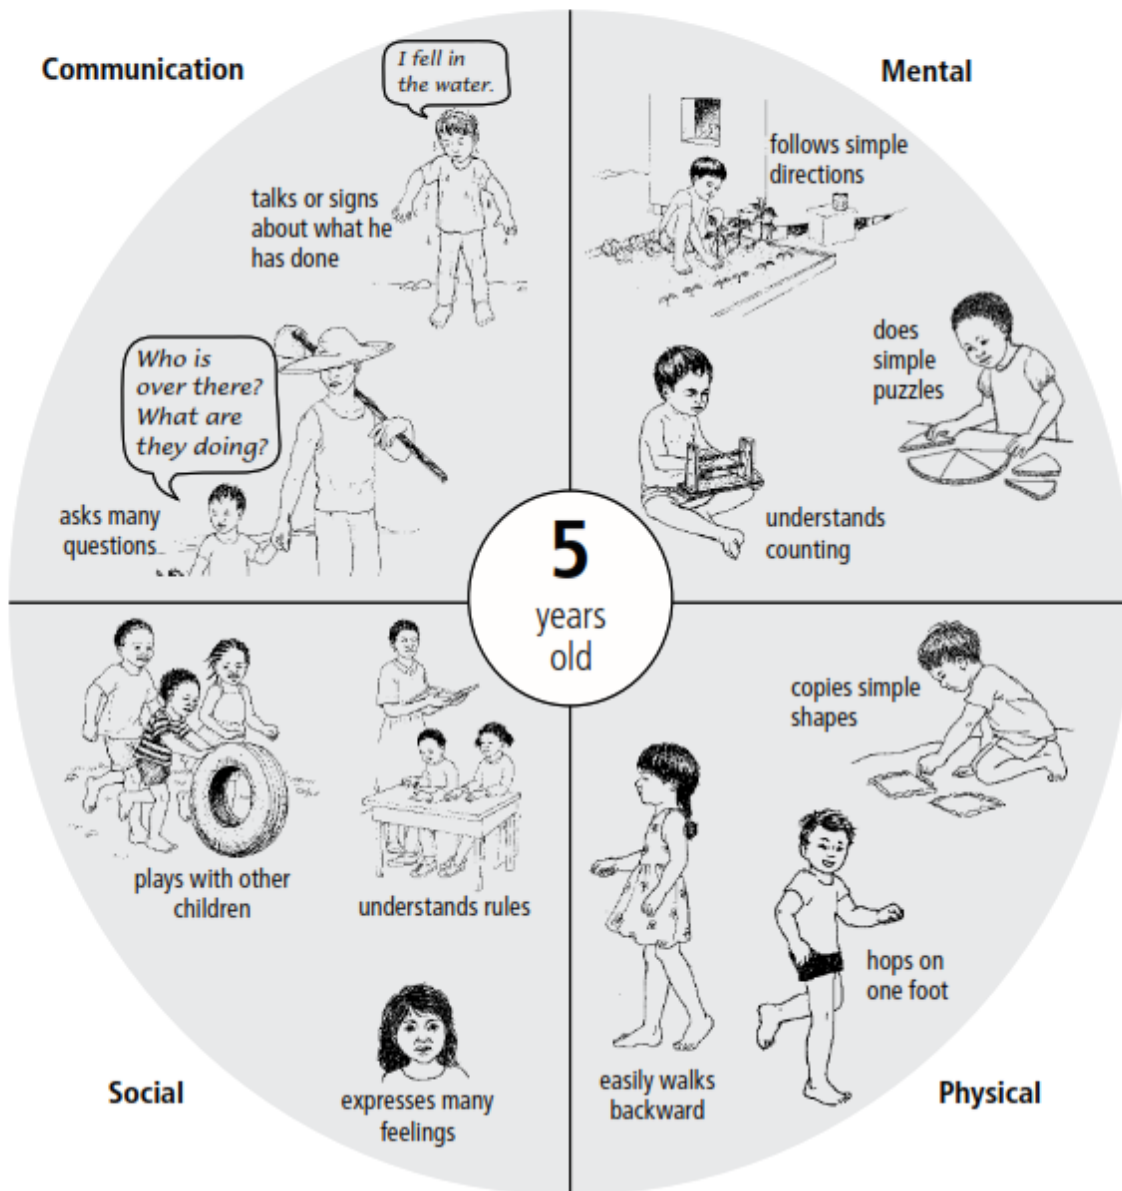 Communication
I fell in
the water.
talks or signs
about what he
has done
Who is
over there?
What are
they doing?
asks many
questions
Mental
follows simple
directions
does
simple
puzzles
understands
counting
5
years
old
plays with other
children
understands rules
Social
expresses many
feelings
copies simple
shapes
hops on
one foot
easily walks
backward
Physical